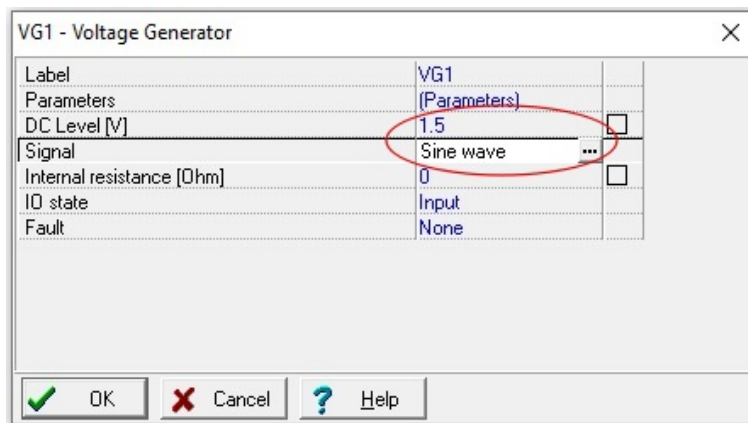 VG1 - Voltage Generator
Label VG1
Parameters (Parameters)
DC Level [V] 1.5
Signal Sine wave ...
Internal resistance [Ohm] 0
IO state Input
Fault None
OK Cancel ? Help